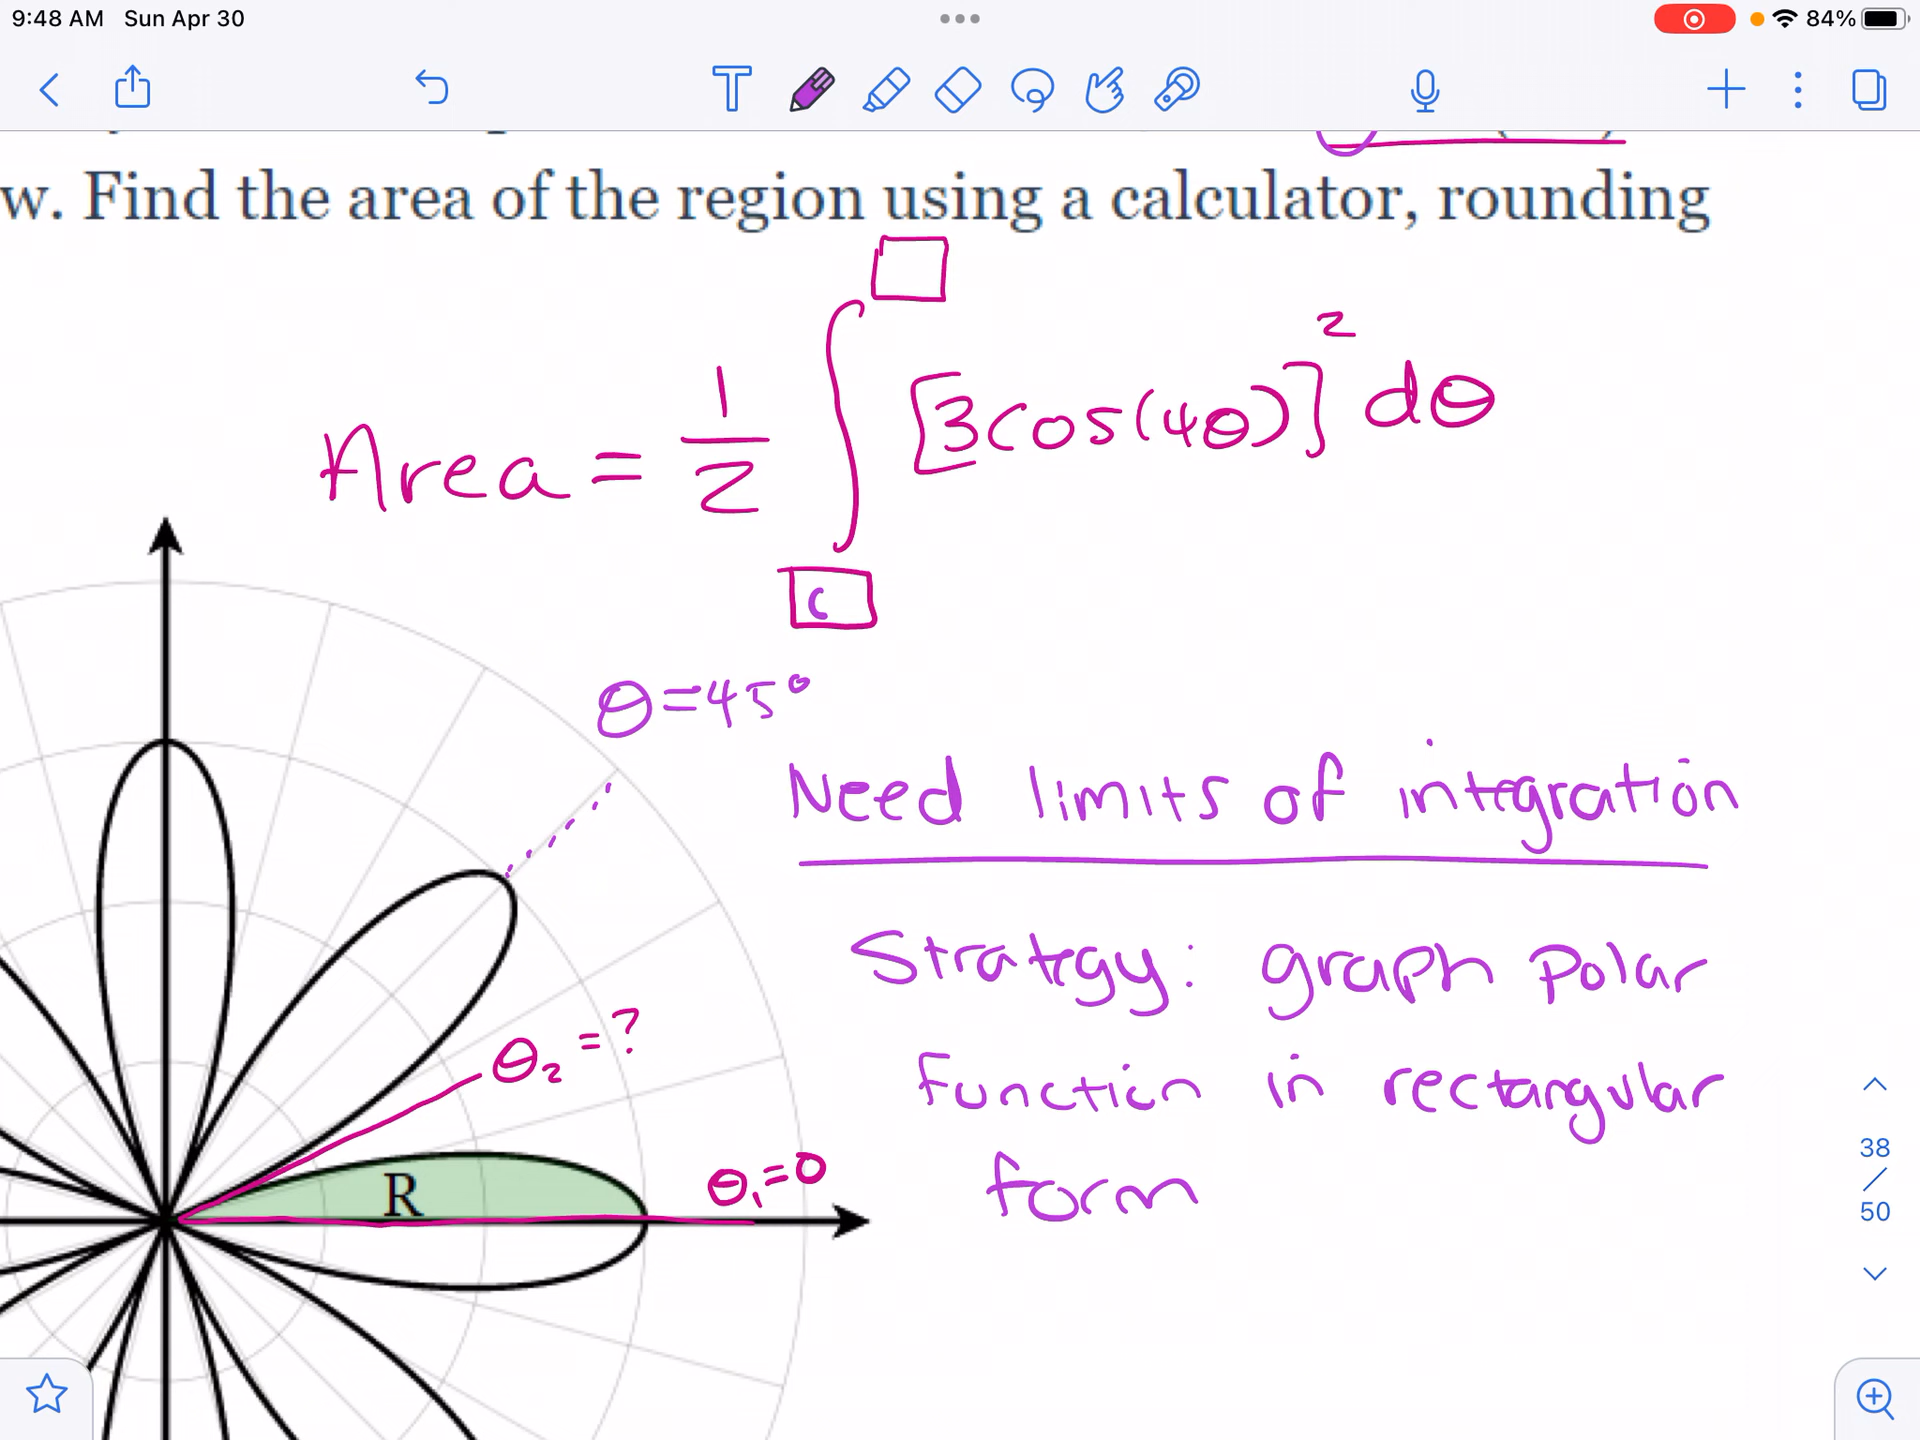 9:48 AM Sun Apr 30
84%
w. Find the area of the region using a calculator, rounding
Area = 1/2 ∫ [3cos(4θ)]² dθ
θ=45°
Need limits of integration
Strategy: graph polar
function in rectangular
form
θ₂ = ?
θ₁=0
R
38
/
50